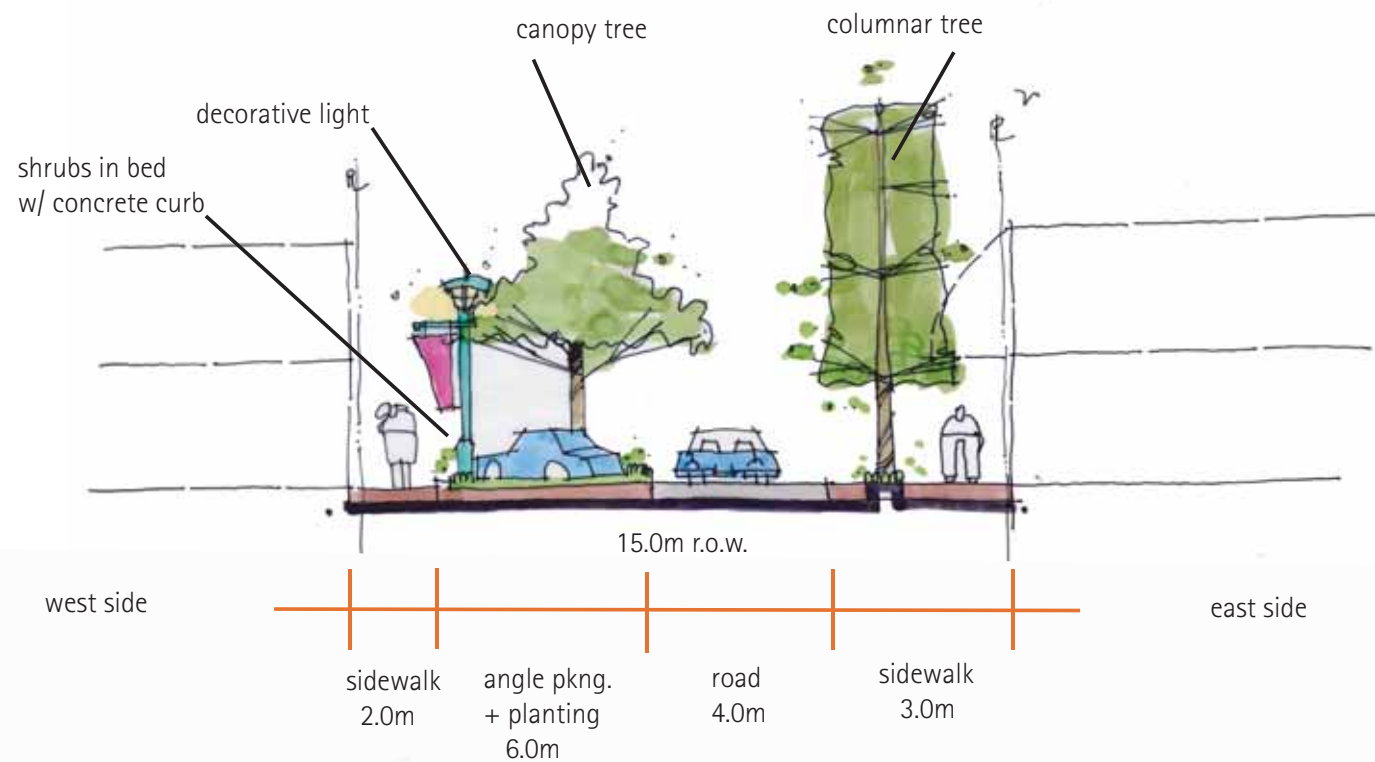 canopy tree
columnar tree
decorative light
shrubs in bed
w/ concrete curb
15.0m r.o.w.
west side
east side
sidewalk
2.0m
angle pkng.
+ planting
6.0m
road
4.0m
sidewalk
3.0m